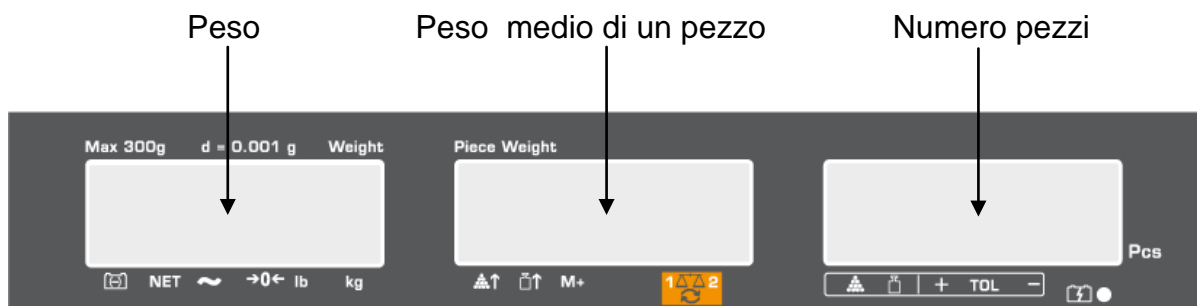 Peso Peso medio di un pezzo Numero pezzi
Max 300g d = 0.001 g Weight Piece Weight
Pcs
NET →0← lb kg M+ 1 2 + TOL −